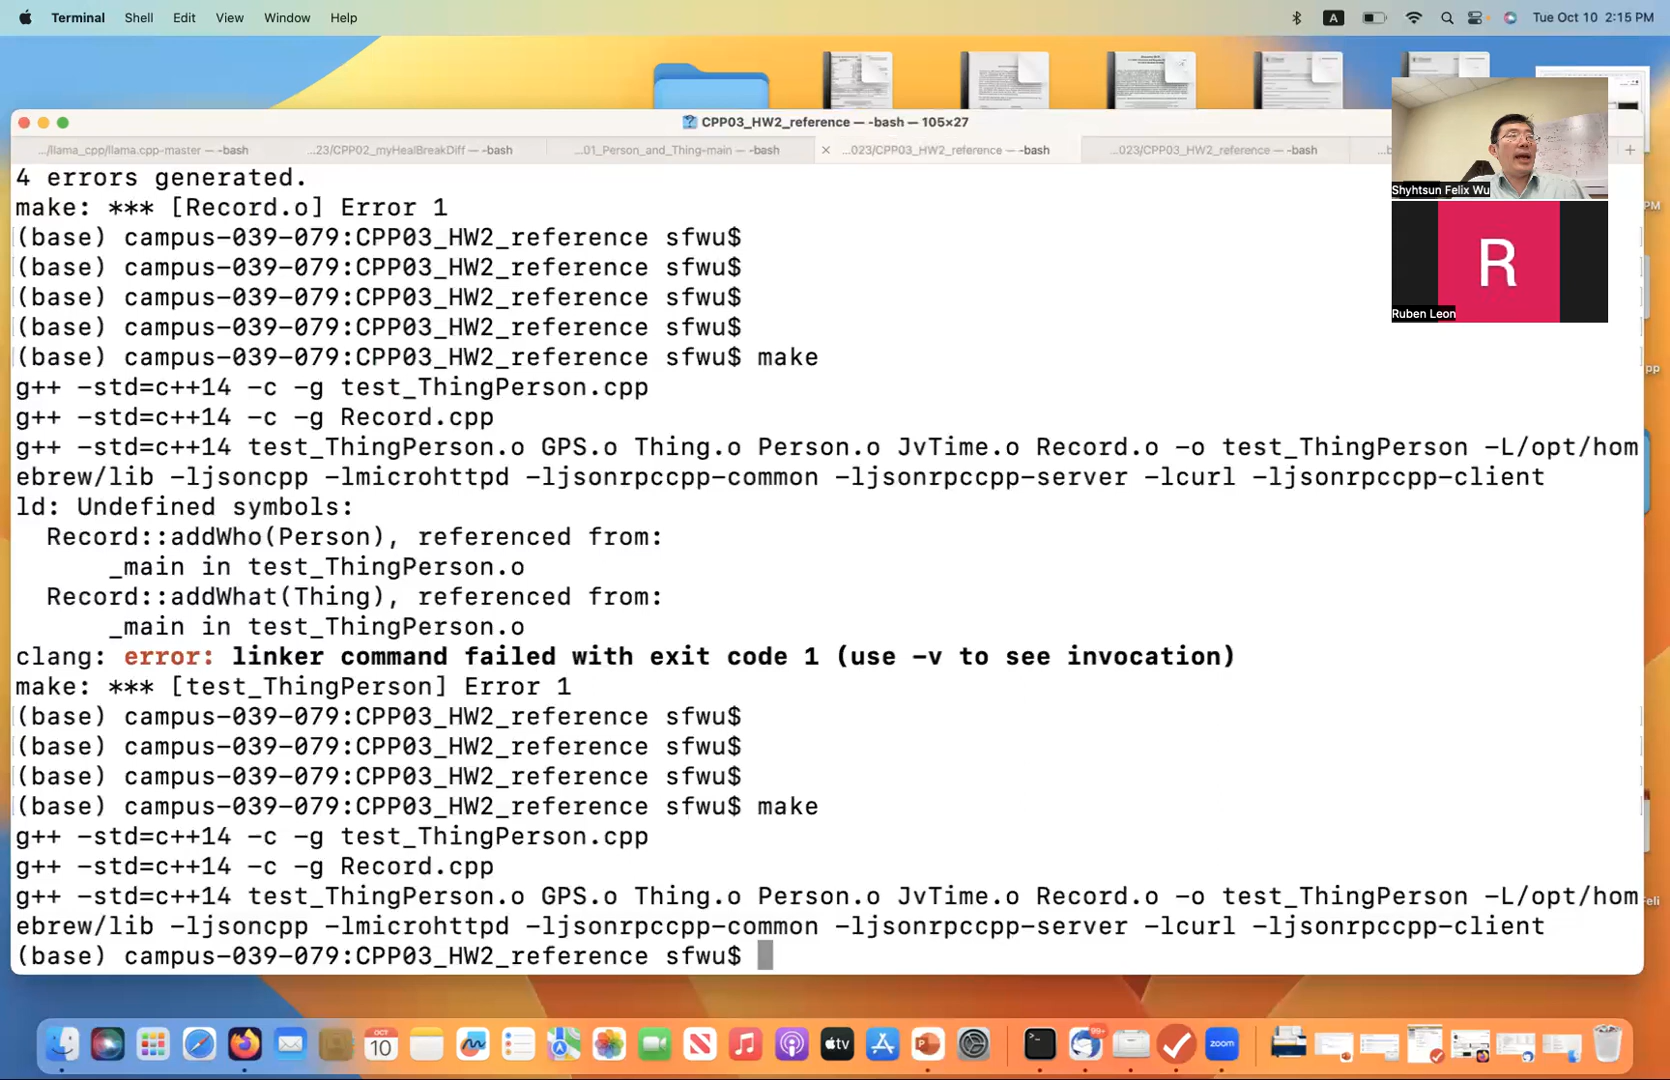 Terminal Shell Edit View Window Help
A
Tue Oct 10 2:15 PM
CPP03_HW2_reference — -bash — 105×27
.../llama_cpp/llama.cpp-master — -bash
...23/CPP02_myHealBreakDiff — -bash
...01_Person_and_Thing-main — -bash
...023/CPP03_HW2_reference — -bash
...023/CPP03_HW2_reference — -bash
4 errors generated.
make: *** [Record.o] Error 1
(base) campus-039-079:CPP03_HW2_reference sfwu$
(base) campus-039-079:CPP03_HW2_reference sfwu$
(base) campus-039-079:CPP03_HW2_reference sfwu$
(base) campus-039-079:CPP03_HW2_reference sfwu$
(base) campus-039-079:CPP03_HW2_reference sfwu$ make
g++ -std=c++14 -c -g test_ThingPerson.cpp
g++ -std=c++14 -c -g Record.cpp
g++ -std=c++14 test_ThingPerson.o GPS.o Thing.o Person.o JvTime.o Record.o -o test_ThingPerson -L/opt/hom
ebrew/lib -ljsoncpp -lmicrohttpd -ljsonrpccpp-common -ljsonrpccpp-server -lcurl -ljsonrpccpp-client
ld: Undefined symbols:
Record::addWho(Person), referenced from:
_main in test_ThingPerson.o
Record::addWhat(Thing), referenced from:
_main in test_ThingPerson.o
clang: error: linker command failed with exit code 1 (use -v to see invocation)
make: *** [test_ThingPerson] Error 1
(base) campus-039-079:CPP03_HW2_reference sfwu$
(base) campus-039-079:CPP03_HW2_reference sfwu$
(base) campus-039-079:CPP03_HW2_reference sfwu$
(base) campus-039-079:CPP03_HW2_reference sfwu$ make
g++ -std=c++14 -c -g test_ThingPerson.cpp
g++ -std=c++14 -c -g Record.cpp
g++ -std=c++14 test_ThingPerson.o GPS.o Thing.o Person.o JvTime.o Record.o -o test_ThingPerson -L/opt/hom
ebrew/lib -ljsoncpp -lmicrohttpd -ljsonrpccpp-common -ljsonrpccpp-server -lcurl -ljsonrpccpp-client
(base) campus-039-079:CPP03_HW2_reference sfwu$
Shyhtsun Felix Wu
R
Ruben Leon
PM
pp
Feli
OCT
10
tv
99+
zoom